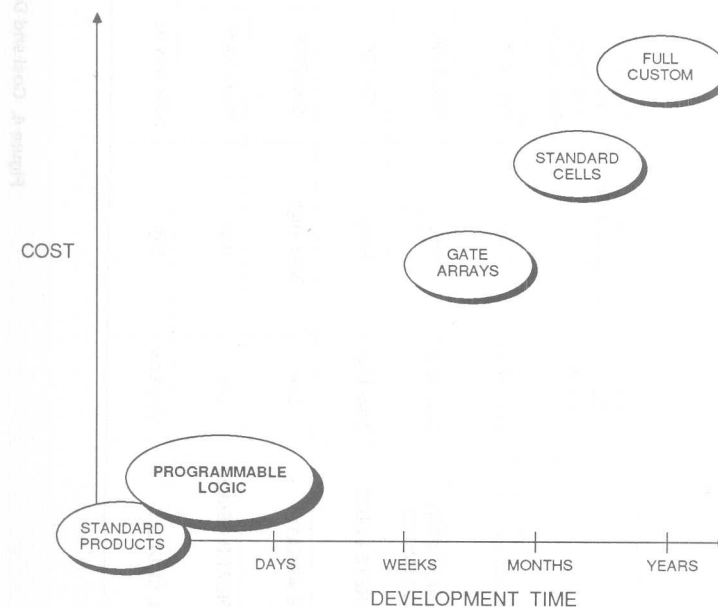 FULL
CUSTOM
STANDARD
CELLS
GATE
ARRAYS
COST
PROGRAMMABLE
LOGIC
STANDARD
PRODUCTS
DAYS
WEEKS
MONTHS
YEARS
DEVELOPMENT TIME